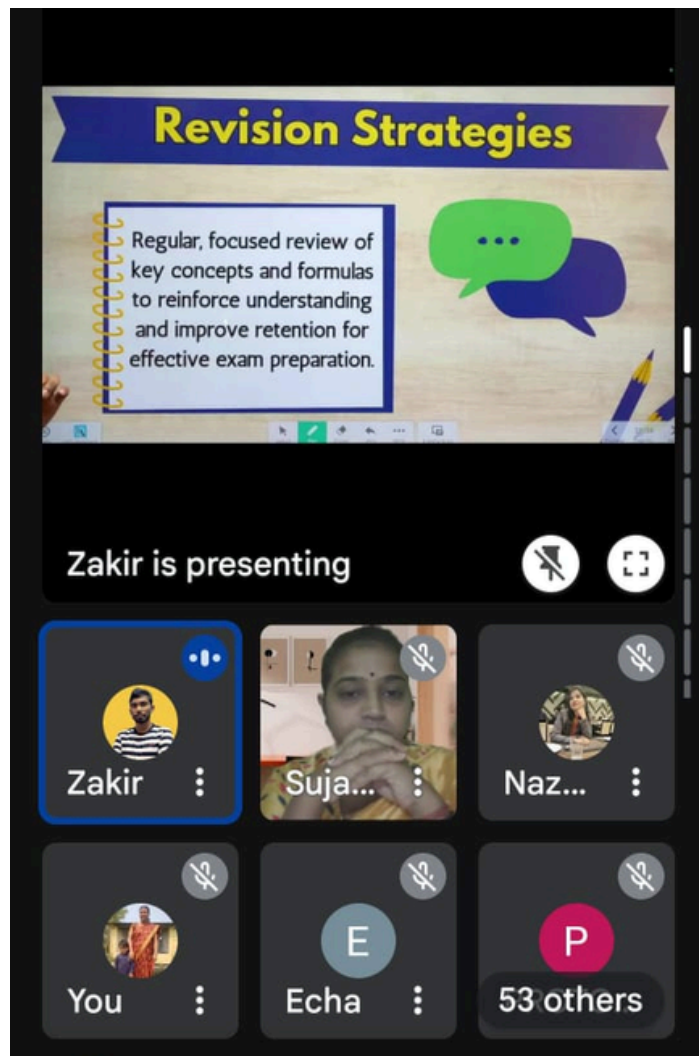 Revision Strategies
Regular, focused review of
key concepts and formulas
to reinforce understanding
and improve retention for
effective exam preparation.
Zakir is presenting
Zakir
Suja...
Naz...
You
E
Echa
P
53 others